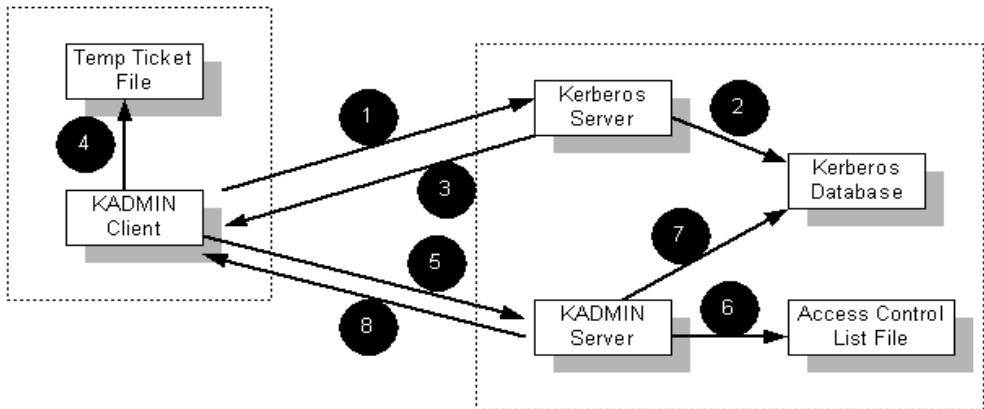 Temp Ticket
File
4
KADMIN
Client
1
3
5
8
Kerberos
Server
2
Kerberos
Database
7
KADMIN
Server
6
Access Control
List File